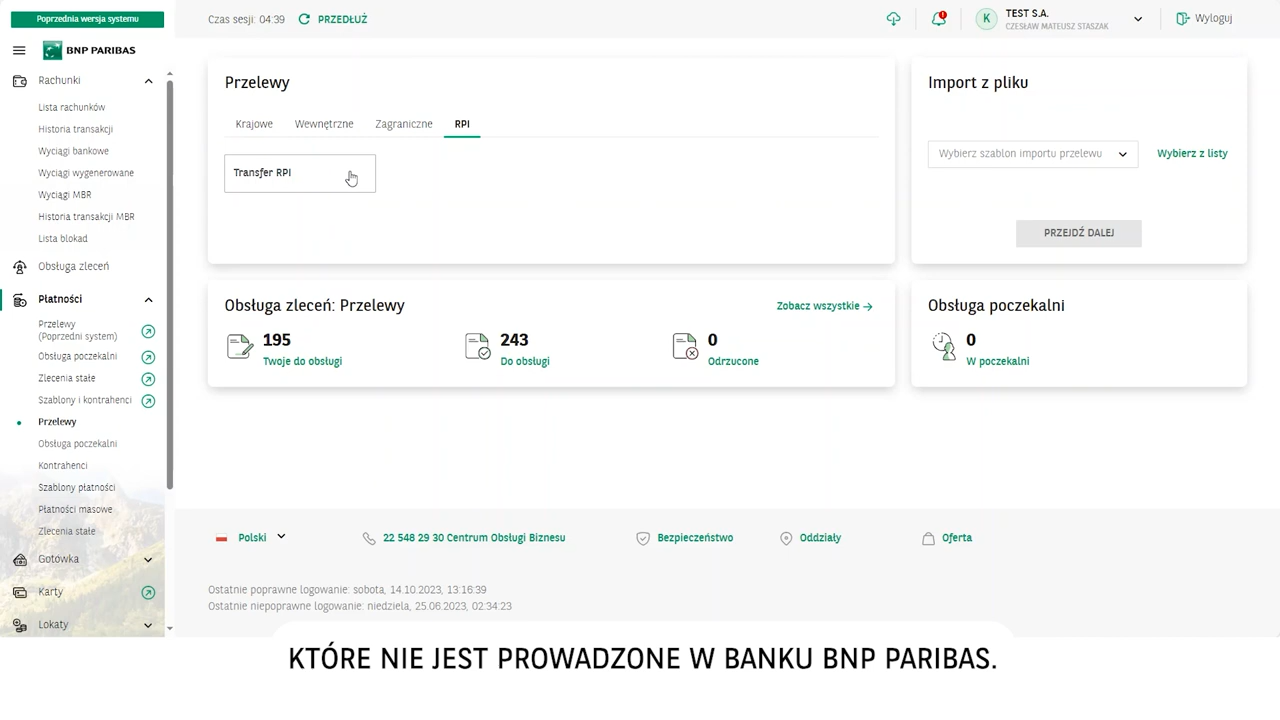 Poprzednia wersja systemu
Czas sesji: 04:39 PRZEDŁUŻ
K
TEST S.A.
CZESŁAW MATEUSZ STASZAK
Wyloguj
BNP PARIBAS
Rachunki
Lista rachunków
Historia transakcji
Wyciągi bankowe
Wyciągi wygenerowane
Wyciągi MBR
Historia transakcji MBR
Lista blokad
Obsługa zleceń
Płatności
Przelewy
(Poprzedni system)
Obsługa poczekalni
Zlecenia stałe
Szablony i kontrahenci
Przelewy
Obsługa poczekalni
Kontrahenci
Szablony płatności
Płatności masowe
Zlecenia stałe
Gotówka
Karty
Lokaty
Przelewy
Krajowe Wewnętrzne Zagraniczne RPI
Transfer RPI
Import z pliku
Wybierz szablon importu przelewu Wybierz z listy
PRZEJDŹ DALEJ
Obsługa zleceń: Przelewy Zobacz wszystkie →
195
Twoje do obsługi
243
Do obsługi
0
Odrzucone
Obsługa poczekalni
0
W poczekalni
Polski 22 548 29 30 Centrum Obsługi Biznesu Bezpieczeństwo Oddziały Oferta
Ostatnie poprawne logowanie: sobota, 14.10.2023, 13:16:39
Ostatnie niepoprawne logowanie: niedziela, 25.06.2023, 02:34:23
KTÓRE NIE JEST PROWADZONE W BANKU BNP PARIBAS.